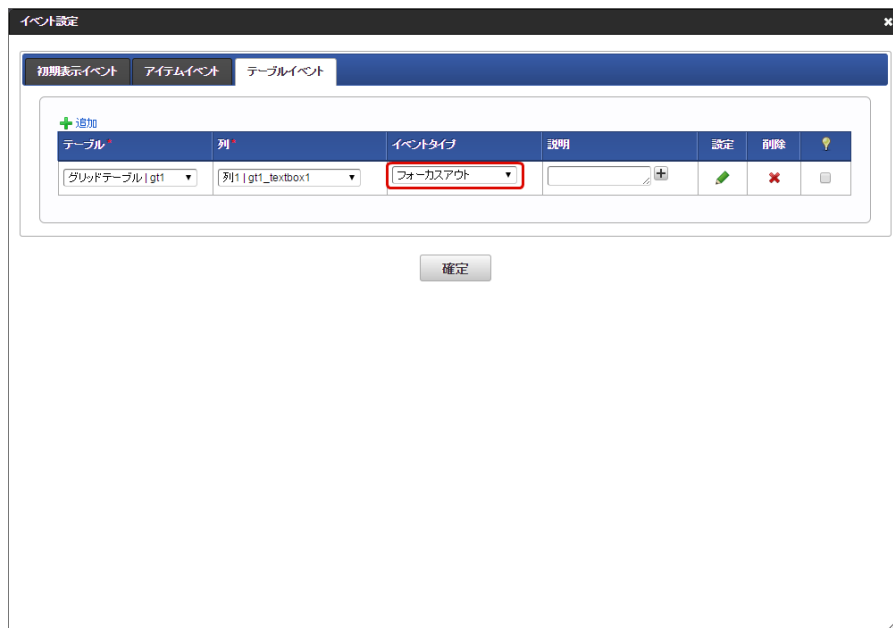 イベント設定
初期表示イベント アイテムイベント テーブルイベント
追加
テーブル* 列* イベントタイプ 説明 設定 削除
グリッドテーブル | gt1 列1 | gt1_textbox1 フォーカスアウト
確定